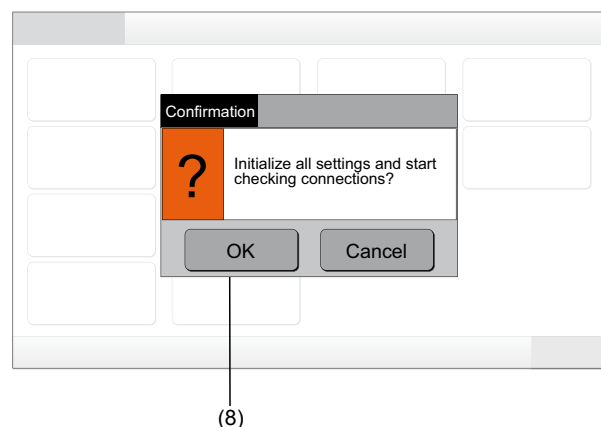 Confirmation
?
Initialize all settings and start
checking connections?
OK
Cancel
(8)